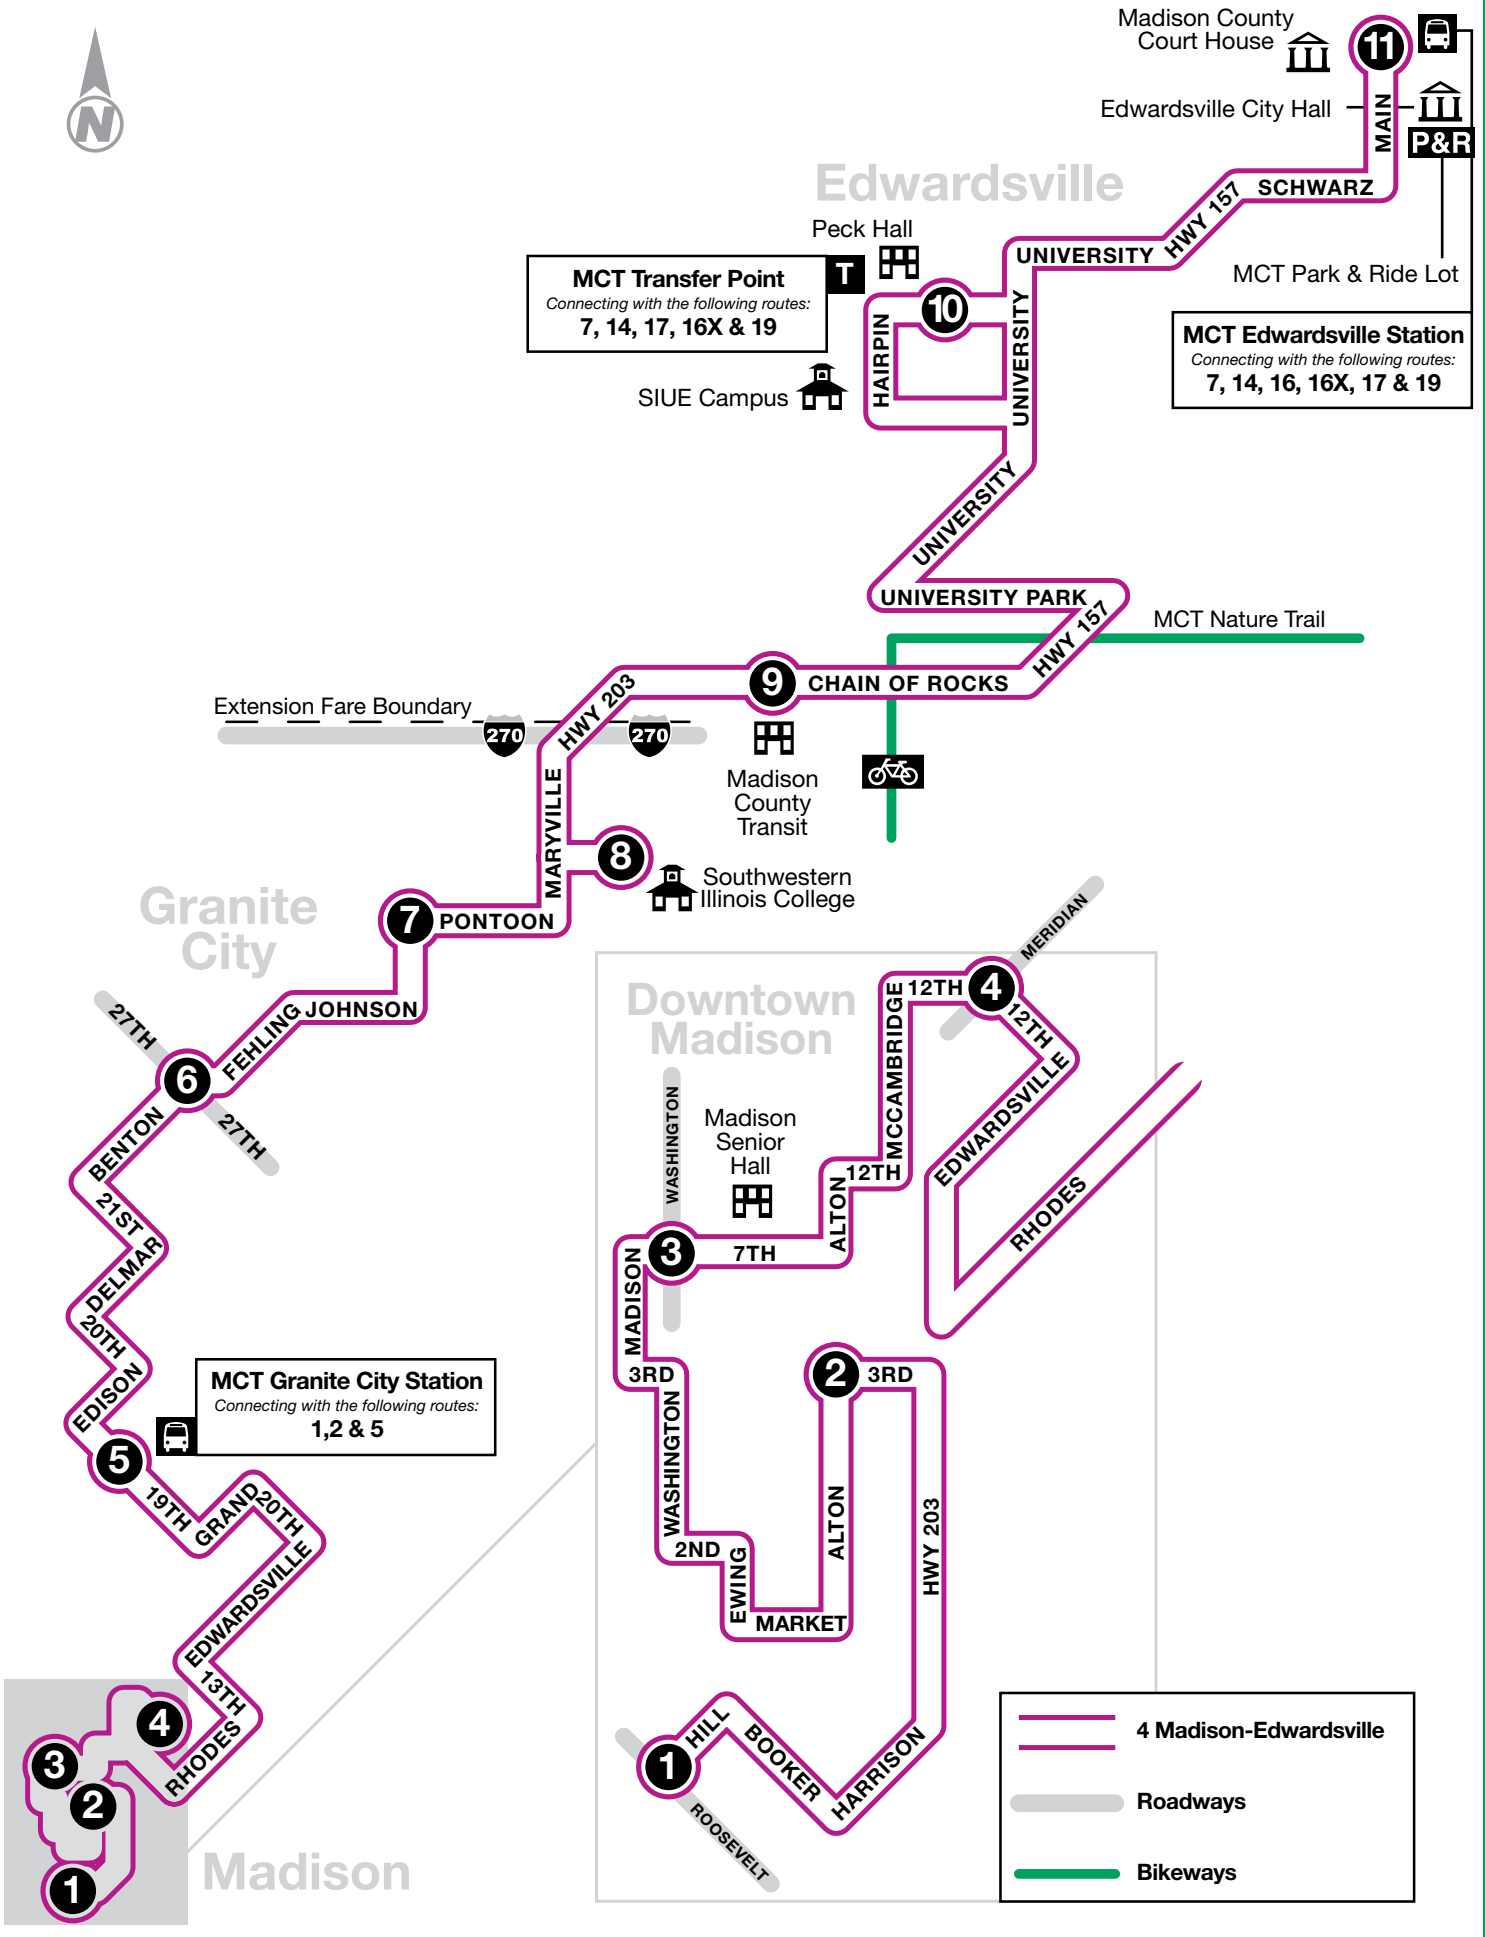 Madison County
Court House
11
Edwardsville City Hall
MAIN
P&R
Edwardsville
SCHWARZ
HWY 157
Peck Hall
UNIVERSITY
MCT Park & Ride Lot
T
MCT Transfer Point
Connecting with the following routes:
7, 14, 17, 16X & 19
10
HAIRPIN
UNIVERSITY
MCT Edwardsville Station
Connecting with the following routes:
7, 14, 16, 16X, 17 & 19
SIUE Campus
UNIVERSITY
UNIVERSITY PARK
HWY 157
MCT Nature Trail
9
CHAIN OF ROCKS
HWY 203
Extension Fare Boundary
270
270
Madison
County
Transit
MARYVILLE
8
Southwestern
Illinois College
Granite
City
7
PONTOON
JOHNSON
FEHLING
27TH
6
27TH
BENTON
21ST
DELMAR
20TH
EDISON
MCT Granite City Station
Connecting with the following routes:
1,2 & 5
5
19TH
GRAND
20TH
EDWARDSVILLE
13TH
RHODES
4
3
2
1
Madison
Downtown
Madison
MERIDIAN
12TH
4
12TH
MCCAMBRIDGE
EDWARDSVILLE
RHODES
WASHINGTON
Madison
Senior
Hall
12TH
ALTON
3
7TH
MADISON
3RD
2
3RD
WASHINGTON
2ND
EWING
MARKET
ALTON
HWY 203
1
HILL
BOOKER
HARRISON
ROOSEVELT
4 Madison-Edwardsville
Roadways
Bikeways
N